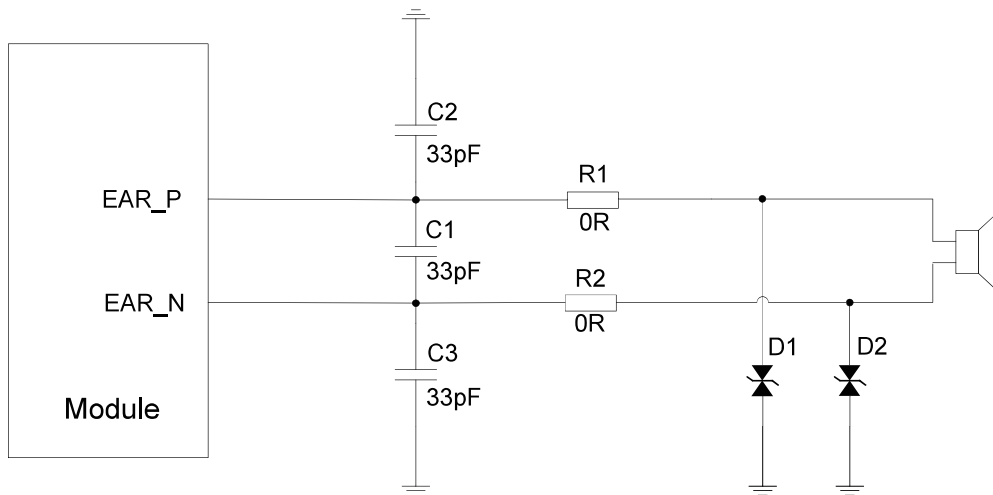 C2
33pF
EAR_P
R1
0R
C1
33pF
EAR_N
R2
0R
C3
33pF
D1
D2
Module